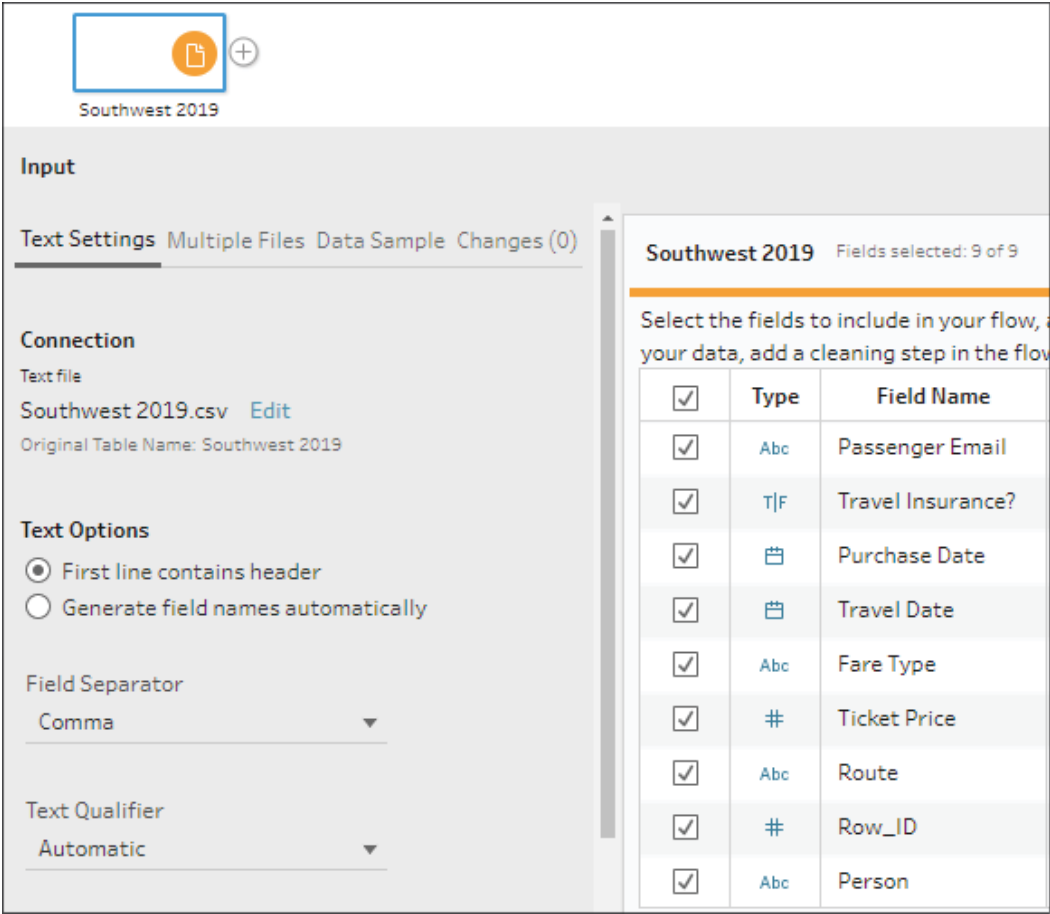 Southwest 2019
Input
Text Settings Multiple Files Data Sample Changes (0)
Connection
Text file
Southwest 2019.csv Edit
Original Table Name: Southwest 2019
Text Options
First line contains header
Generate field names automatically
Field Separator
Comma
Text Qualifier
Automatic
Southwest 2019 Fields selected: 9 of 9
Select the fields to include in your flow,
your data, add a cleaning step in the flow
Type Field Name
Abc Passenger Email
T|F Travel Insurance?
Purchase Date
Travel Date
Abc Fare Type
# Ticket Price
Abc Route
# Row_ID
Abc Person